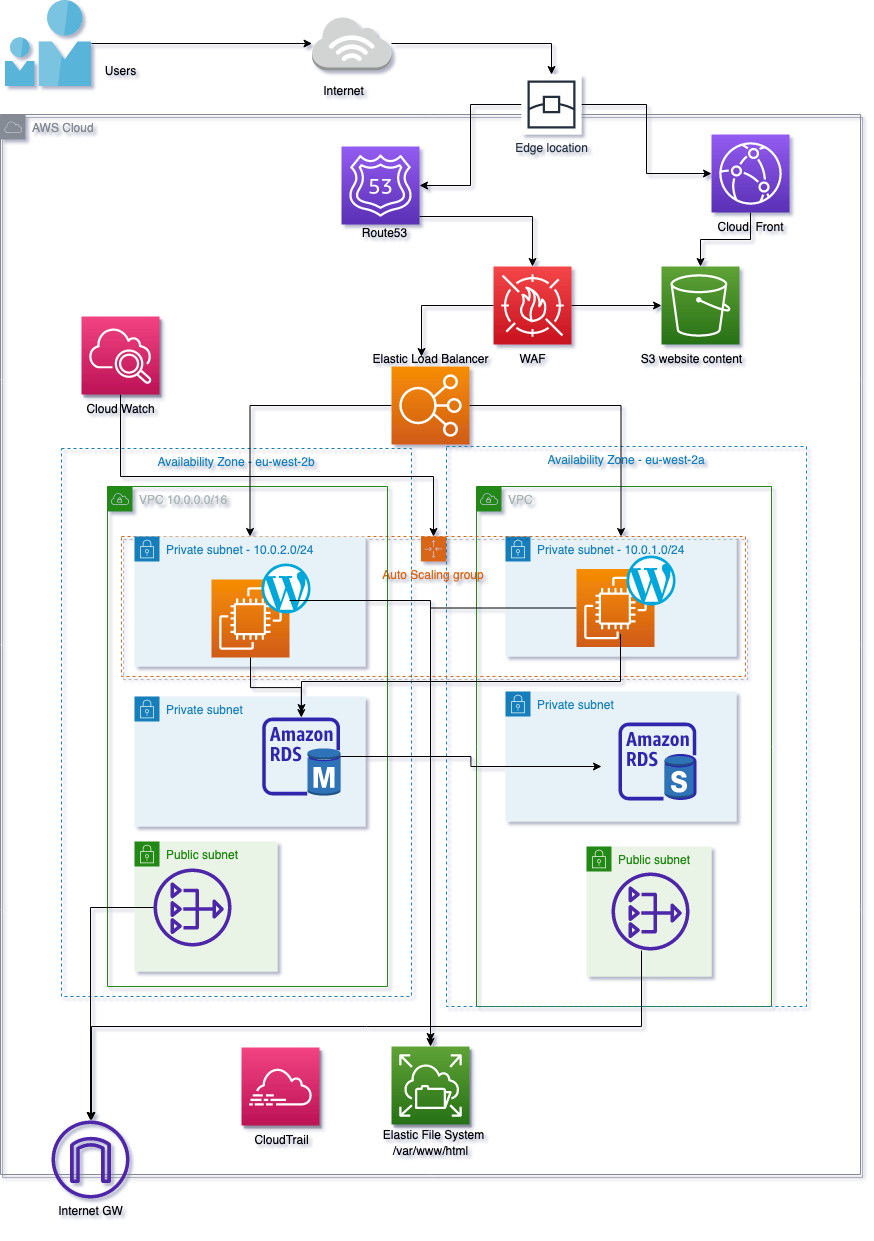 Users
Internet
AWS Cloud
Edge location
53
Route53
Cloud Front
Elastic Load Balancer
WAF
S3 website content
Cloud Watch
Availability Zone - eu-west-2b
Availability Zone - eu-west-2a
VPC 10.0.0.0/16
VPC
Private subnet - 10.0.2.0/24
Private subnet - 10.0.1.0/24
Auto Scaling group
W
W
Private subnet
Private subnet
Amazon
RDS
M
Amazon
RDS
S
Public subnet
Public subnet
CloudTrail
Elastic File System
/var/www/html
Internet GW